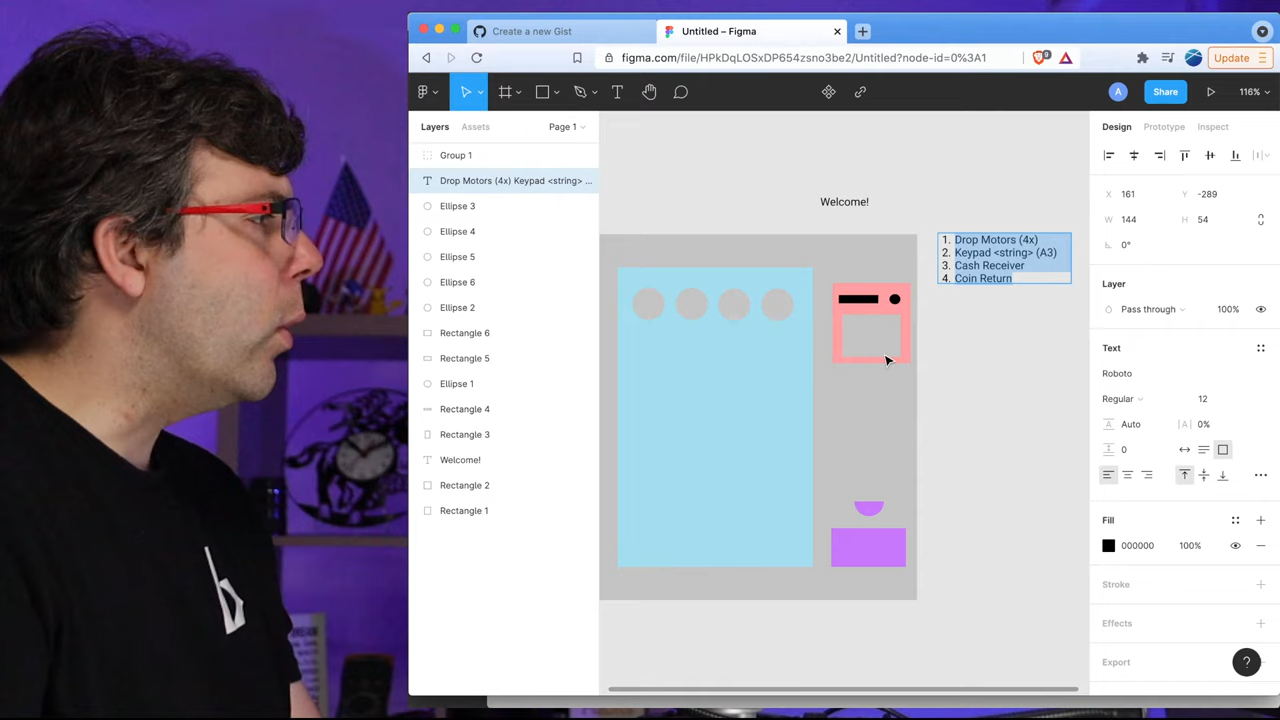 Create a new Gist
Untitled – Figma
figma.com/file/HPkDqLOSxDP654zsno3be2/Untitled?node-id=0%3A1
9
Update
A
Share
116%
Layers
Assets
Page 1
Group 1
Drop Motors (4x) Keypad <string> ...
Ellipse 3
Ellipse 4
Ellipse 5
Ellipse 6
Ellipse 2
Rectangle 6
Rectangle 5
Ellipse 1
Rectangle 4
Rectangle 3
Welcome!
Rectangle 2
Rectangle 1
Welcome!
1. Drop Motors (4x)
2. Keypad <string> (A3)
3. Cash Receiver
4. Coin Return
Design
Prototype
Inspect
X 161 Y -289
W 144 H 54
0°
Layer
Pass through 100%
Text
Roboto
Regular 12
Auto 0%
0
Fill
000000 100%
Stroke
Effects
Export
?